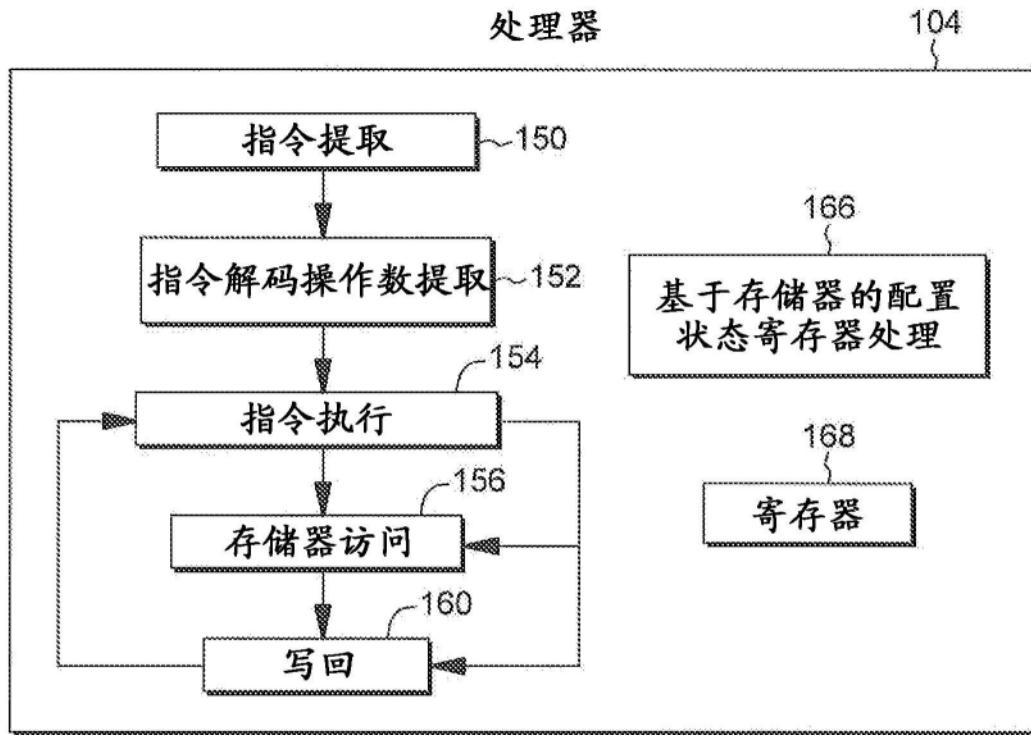 处理器
104
指令提取
150
指令解码操作数提取
152
166
基于存储器的配置
状态寄存器处理
154
指令执行
168
寄存器
156
存储器访问
160
写回